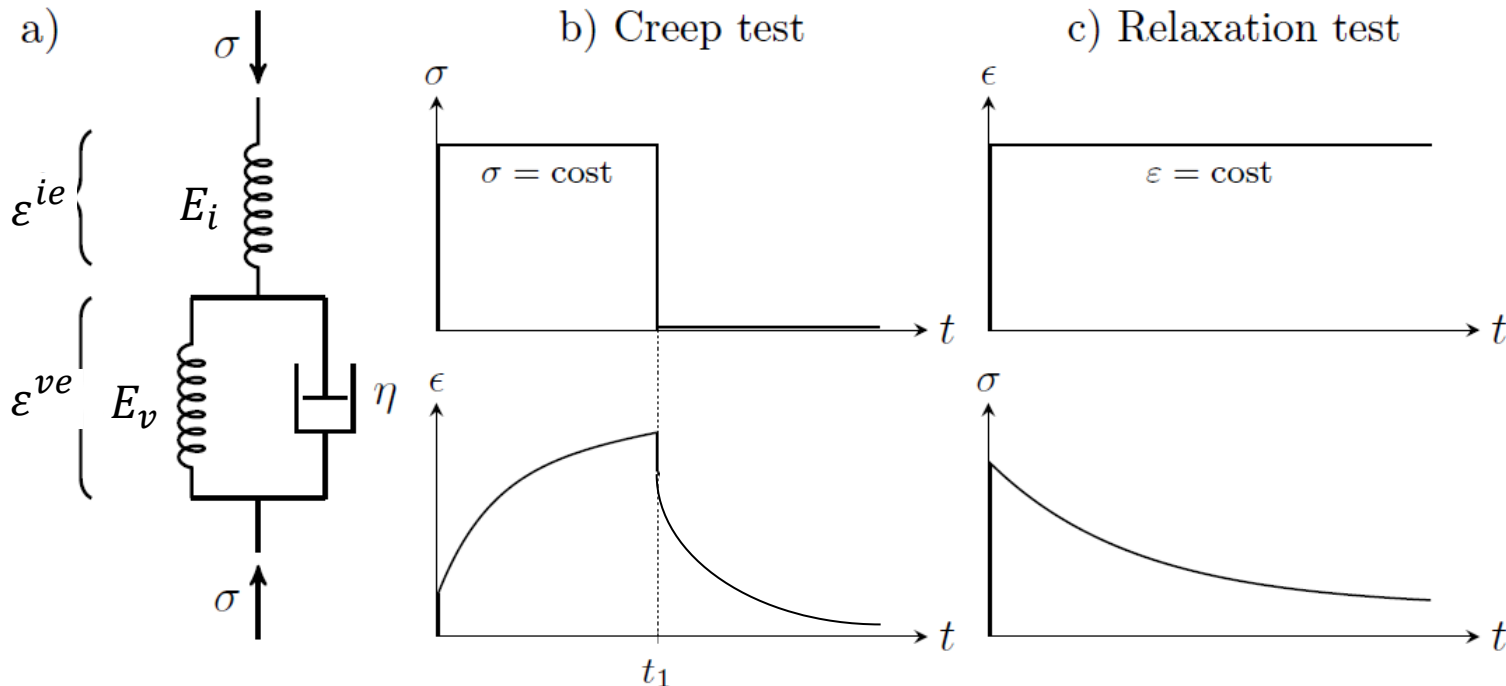 a)
σ
ε^{ie}
E_i
ε^{ve}
E_v
η
σ
b) Creep test
σ
σ = cost
t
ϵ
t
t_1
c) Relaxation test
ϵ
ε = cost
t
σ
t